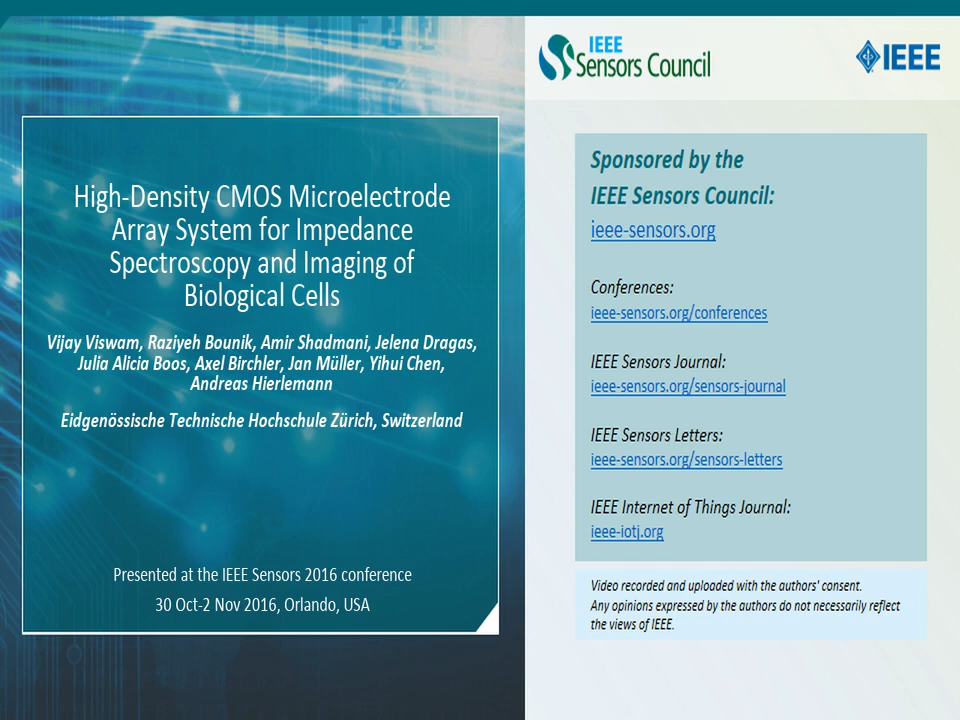 High-Density CMOS Microelectrode
Array System for Impedance
Spectroscopy and Imaging of
Biological Cells
Vijay Viswam, Raziyeh Bounik, Amir Shadmani, Jelena Dragas,
Julia Alicia Boos, Axel Birchler, Jan Müller, Yihui Chen,
Andreas Hierlemann
Eidgenössische Technische Hochschule Zürich, Switzerland
Presented at the IEEE Sensors 2016 conference
30 Oct-2 Nov 2016, Orlando, USA
IEEE
Sensors Council
IEEE
Sponsored by the
IEEE Sensors Council:
ieee-sensors.org
Conferences:
ieee-sensors.org/conferences
IEEE Sensors Journal:
ieee-sensors.org/sensors-journal
IEEE Sensors Letters:
ieee-sensors.org/sensors-letters
IEEE Internet of Things Journal:
ieee-iotj.org
Video recorded and uploaded with the authors' consent.
Any opinions expressed by the authors do not necessarily reflect
the views of IEEE.